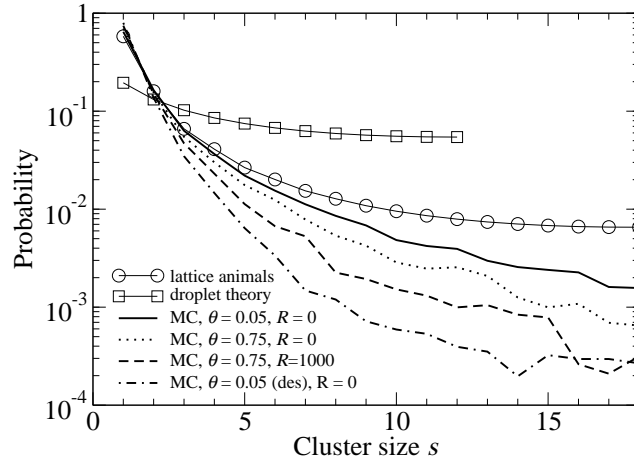 1
10^-1
10^-2
10^-3
10^-4
Probability
lattice animals
droplet theory
MC, θ = 0.05, R = 0
MC, θ = 0.75, R = 0
MC, θ = 0.75, R=1000
MC, θ = 0.05 (des), R = 0
0 5 10 15
Cluster size s